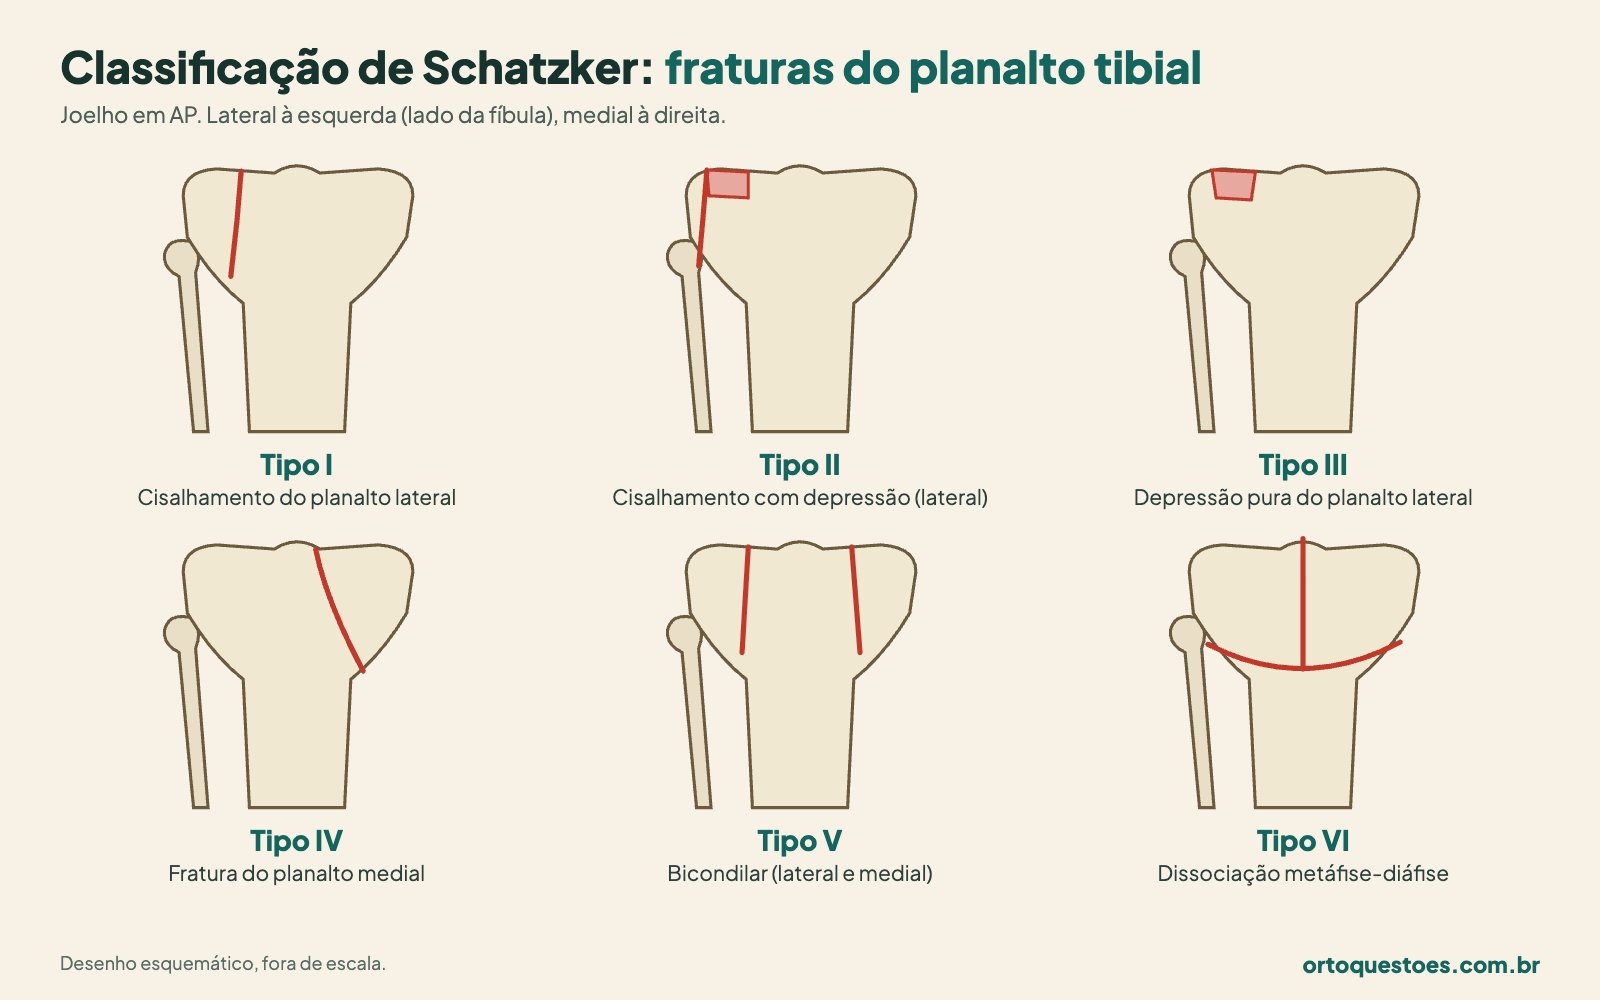 Classificação de Schatzker: fraturas do planalto tibial
Joelho em AP. Lateral à esquerda (lado da fíbula), medial à direita.
Tipo I
Cisalhamento do planalto lateral
Tipo II
Cisalhamento com depressão (lateral)
Tipo III
Depressão pura do planalto lateral
Tipo IV
Fratura do planalto medial
Tipo V
Bicondilar (lateral e medial)
Tipo VI
Dissociação metáfise-diáfise
Desenho esquemático, fora de escala.
ortoquestoes.com.br